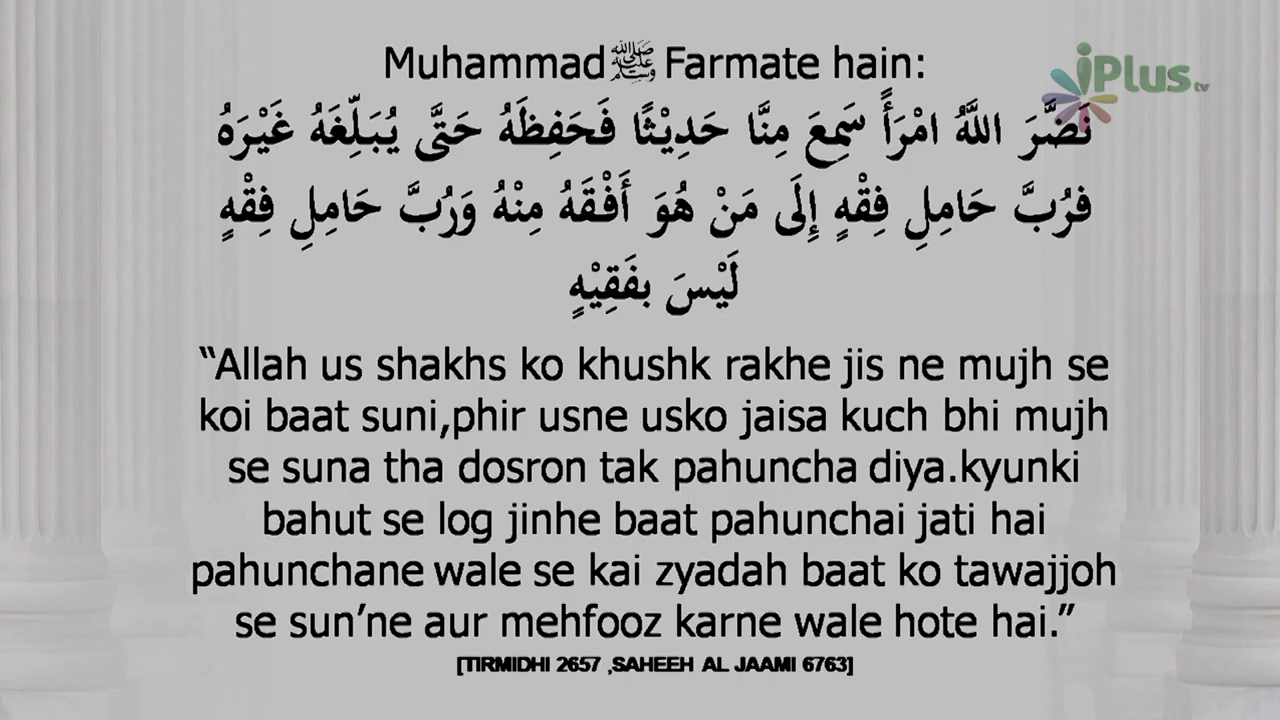 Muhammadﷺ Farmate hain:
iPlus tv
نَضَّرَ اللَّهُ امْرَأً سَمِعَ مِنَّا حَدِيْثًا فَحَفِظَهُ حَتَّى يُبَلِّغَهُ غَيْرَهُ
فرُبَّ حَامِلِ فِقْهٍ إِلَى مَنْ هُوَ أَفْقَهُ مِنْهُ وَرُبَّ حَامِلِ فِقْهٍ
لَيْسَ بفَقِيْهٍ
“Allah us shakhs ko khushk rakhe jis ne mujh se
koi baat suni,phir usne usko jaisa kuch bhi mujh
se suna tha dosron tak pahuncha diya.kyunki
bahut se log jinhe baat pahunchai jati hai
pahunchane wale se kai zyadah baat ko tawajjoh
se sun’ne aur mehfooz karne wale hote hai.”
[TIRMIDHI 2657 ,SAHEEH AL JAAMI 6763]